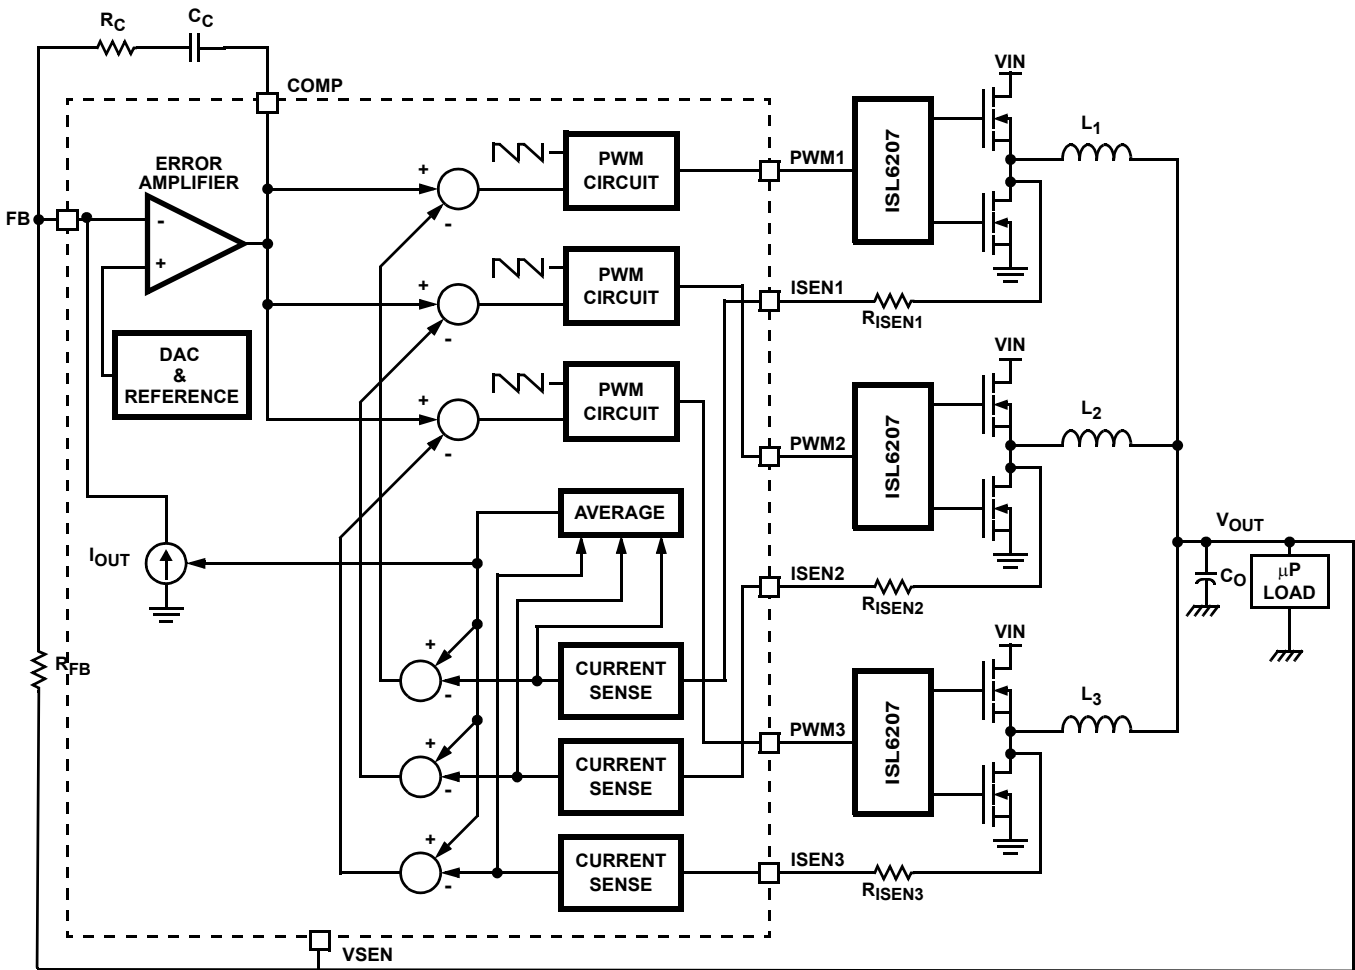 RC
CC
COMP
VIN
L1
ERROR
AMPLIFIER
+
-
PWM
CIRCUIT
PWM1
ISL6207
FB
-
+
+
-
PWM
CIRCUIT
ISEN1
RISEN1
DAC
&
REFERENCE
+
-
PWM
CIRCUIT
VIN
L2
PWM2
ISL6207
AVERAGE
IOUT
VOUT
CO
μP
LOAD
ISEN2
RISEN2
RFB
+
-
CURRENT
SENSE
VIN
L3
+
-
CURRENT
SENSE
PWM3
ISL6207
+
-
CURRENT
SENSE
ISEN3
RISEN3
VSEN